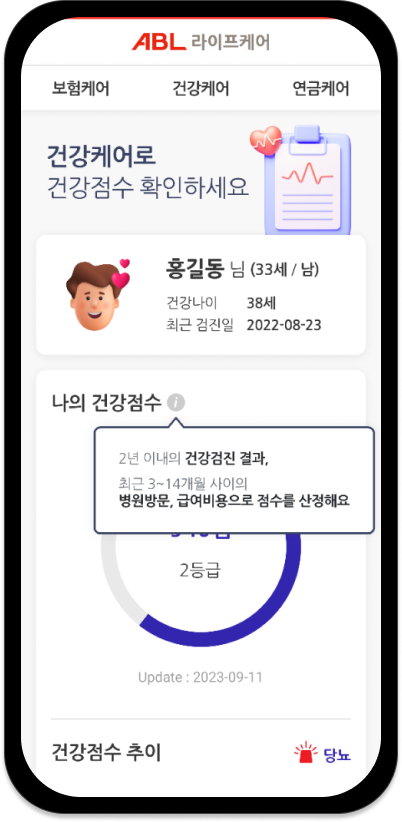 ABL 라이프케어
보험케어 건강케어 연금케어
건강케어로
건강점수 확인하세요
홍길동 님 (33세 / 남)
건강나이 38세
최근 검진일 2022-08-23
나의 건강점수 i
2년 이내의 건강검진 결과,
최근 3~14개월 사이의
병원방문, 급여비용으로 점수를 산정해요
2등급
Update : 2023-09-11
건강점수 추이 당뇨